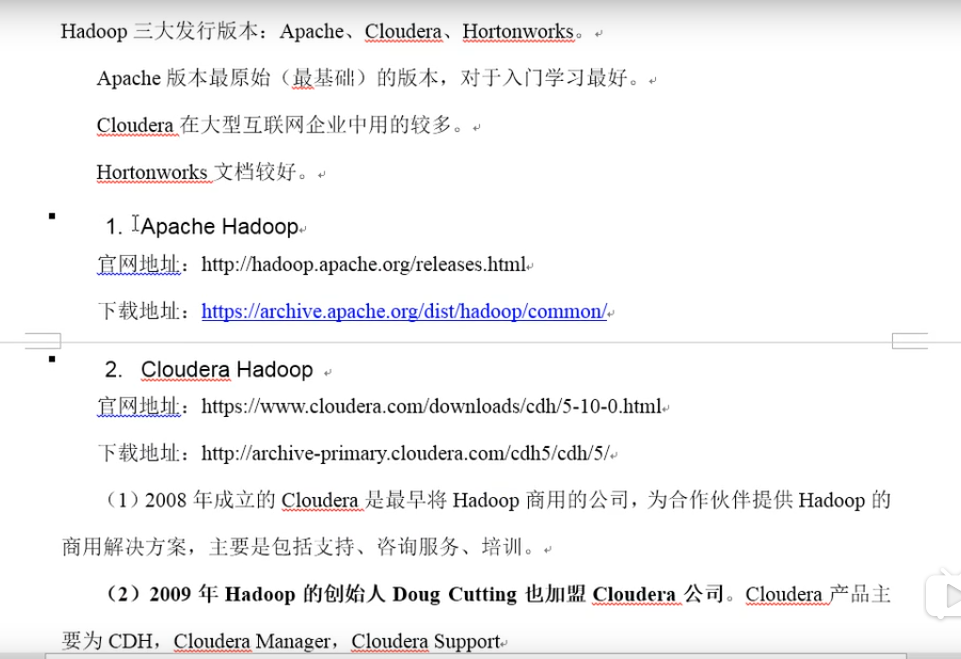 Hadoop 三大发行版本：Apache、Cloudera、Hortonworks。
Apache 版本最原始（最基础）的版本，对于入门学习最好。
Cloudera 在大型互联网企业中用的较多。
Hortonworks 文档较好。
1. Apache Hadoop
官网地址：http://hadoop.apache.org/releases.html
下载地址：https://archive.apache.org/dist/hadoop/common/
2. Cloudera Hadoop
官网地址：https://www.cloudera.com/downloads/cdh/5-10-0.html
下载地址：http://archive-primary.cloudera.com/cdh5/cdh/5/
（1）2008 年成立的 Cloudera 是最早将 Hadoop 商用的公司，为合作伙伴提供 Hadoop 的
商用解决方案，主要是包括支持、咨询服务、培训。
（2）2009 年 Hadoop 的创始人 Doug Cutting 也加盟 Cloudera 公司。Cloudera 产品主
要为 CDH，Cloudera Manager，Cloudera Support